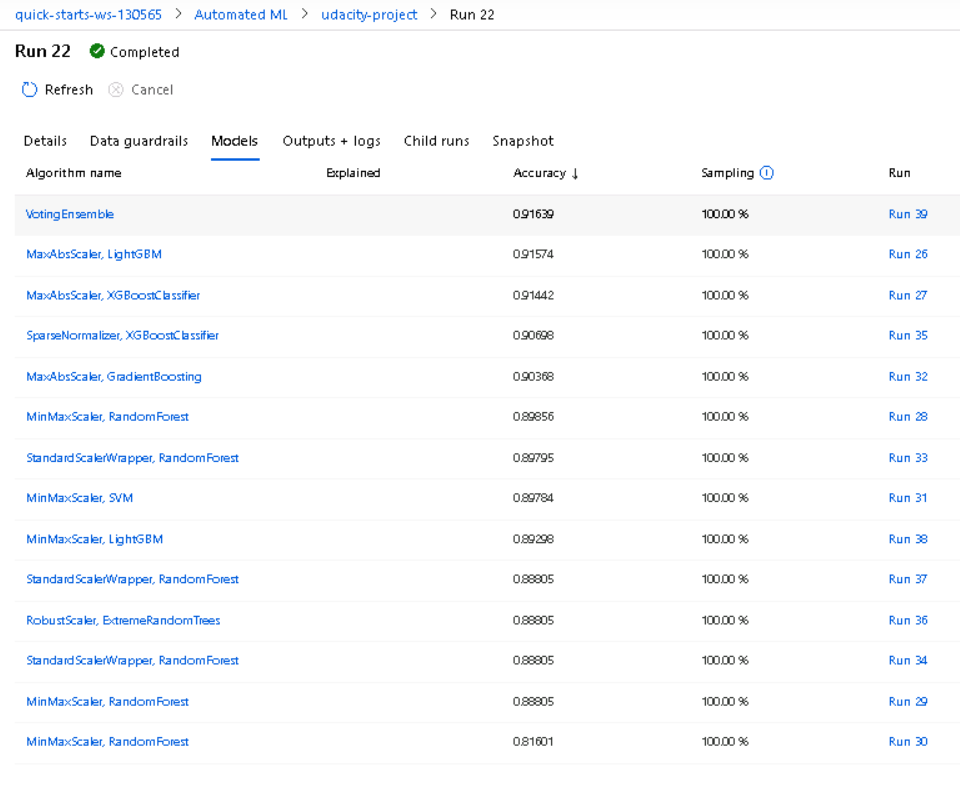 quick-starts-ws-130565 > Automated ML > udacity-project > Run 22
Run 22 Completed
Refresh Cancel
Details Data guardrails Models Outputs + logs Child runs Snapshot
Algorithm name Explained Accuracy ↓ Sampling Run
VotingEnsemble 0.91639 100.00 % Run 39
MaxAbsScaler, LightGBM 0.91574 100.00 % Run 26
MaxAbsScaler, XGBoostClassifier 0.91442 100.00 % Run 27
SparseNormalizer, XGBoostClassifier 0.90698 100.00 % Run 35
MaxAbsScaler, GradientBoosting 0.90368 100.00 % Run 32
MinMaxScaler, RandomForest 0.89856 100.00 % Run 28
StandardScalerWrapper, RandomForest 0.89795 100.00 % Run 33
MinMaxScaler, SVM 0.89784 100.00 % Run 31
MinMaxScaler, LightGBM 0.89298 100.00 % Run 38
StandardScalerWrapper, RandomForest 0.88805 100.00 % Run 37
RobustScaler, ExtremeRandomTrees 0.88805 100.00 % Run 36
StandardScalerWrapper, RandomForest 0.88805 100.00 % Run 34
MinMaxScaler, RandomForest 0.88805 100.00 % Run 29
MinMaxScaler, RandomForest 0.81601 100.00 % Run 30